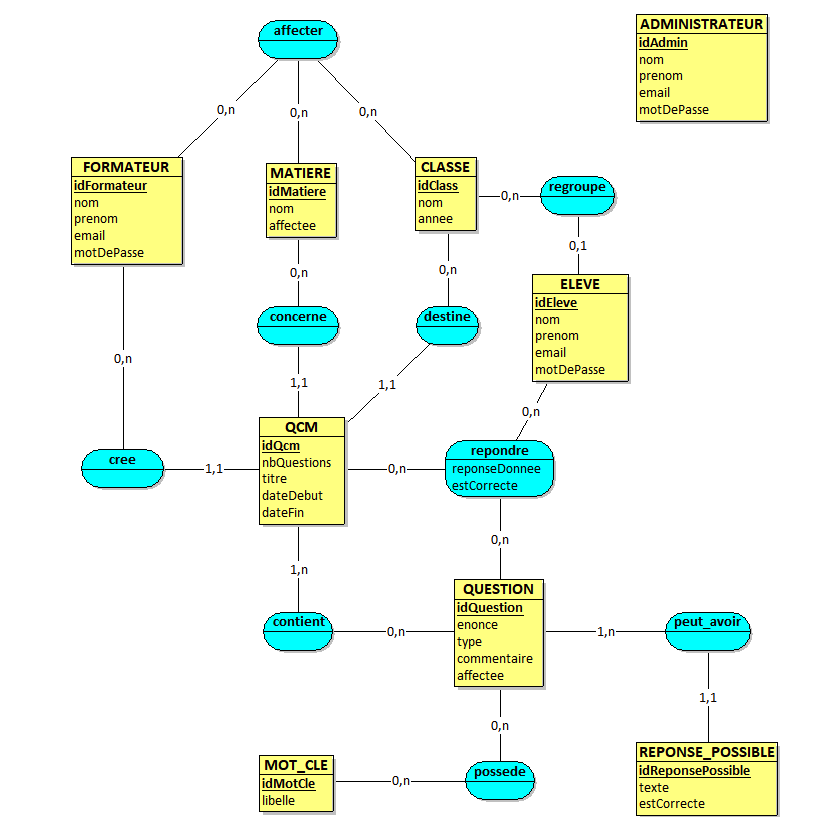 affecter
ADMINISTRATEUR
idAdmin
nom
prenom
email
motDePasse
0,n
0,n
0,n
FORMATEUR
idFormateur
nom
prenom
email
motDePasse
MATIERE
idMatiere
nom
affectee
CLASSE
idClass
nom
annee
0,n
regroupe
0,1
0,n
0,n
ELEVE
idEleve
nom
prenom
email
motDePasse
concerne
destine
0,n
1,1
1,1
0,n
QCM
idQcm
nbQuestions
titre
dateDebut
dateFin
cree
1,1
0,n
repondre
reponseDonnee
estCorrecte
0,n
1,n
QUESTION
idQuestion
enonce
type
commentaire
affectee
contient
0,n
1,n
peut_avoir
1,1
0,n
REPONSE_POSSIBLE
idReponsePossible
texte
estCorrecte
MOT_CLE
idMotCle
libelle
0,n
possede